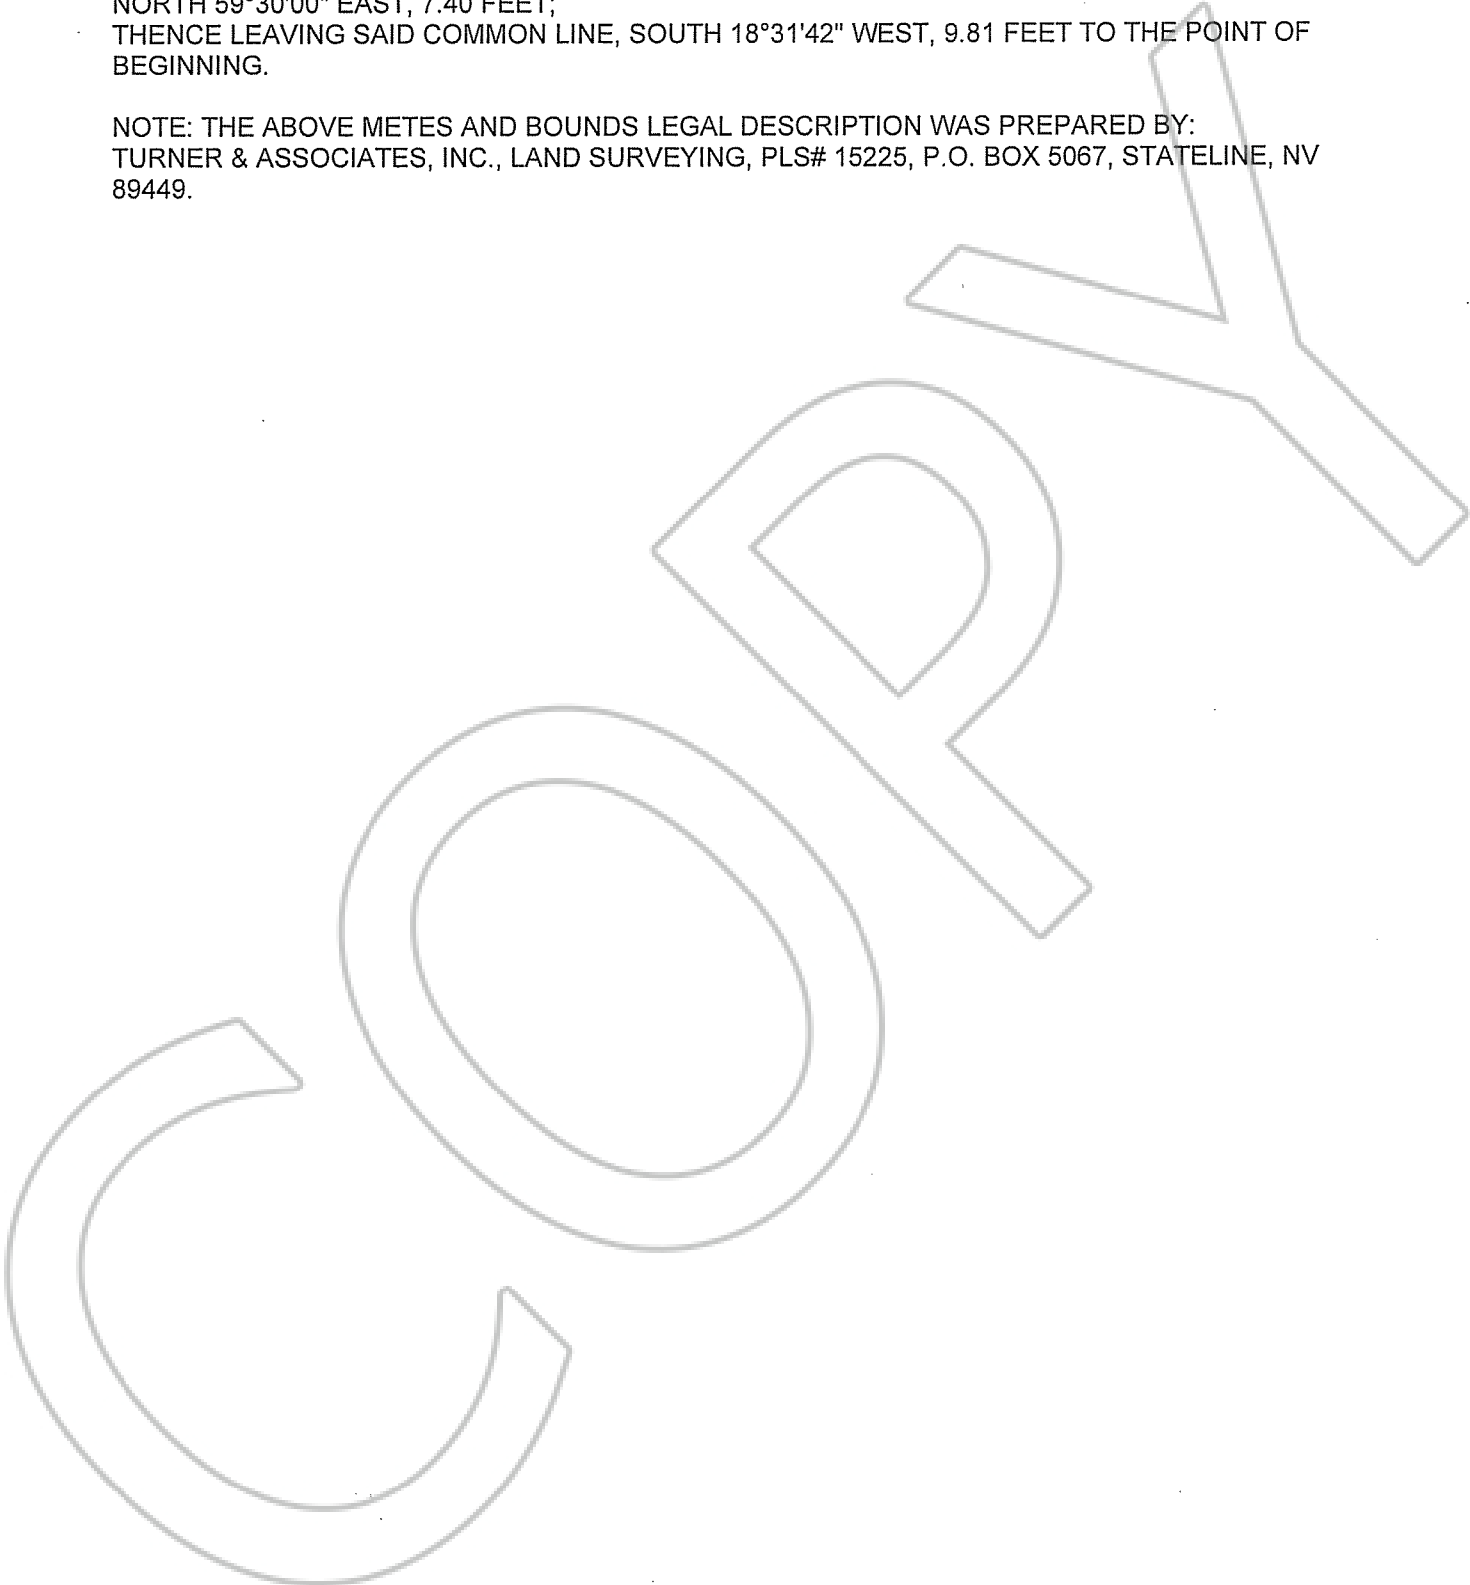 NORTH 59°30'00" EAST, 7.40 FEET;
THENCE LEAVING SAID COMMON LINE, SOUTH 18°31'42" WEST, 9.81 FEET TO THE POINT OF
BEGINNING.
NOTE: THE ABOVE METES AND BOUNDS LEGAL DESCRIPTION WAS PREPARED BY:
TURNER & ASSOCIATES, INC., LAND SURVEYING, PLS# 15225, P.O. BOX 5067, STATELINE, NV
89449.
COPY